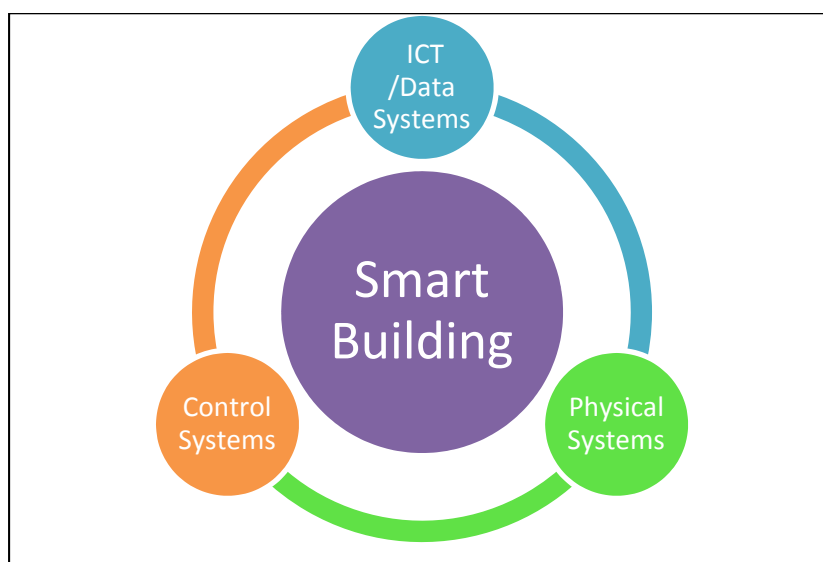 ICT
/Data
Systems
Smart
Building
Control
Systems
Physical
Systems